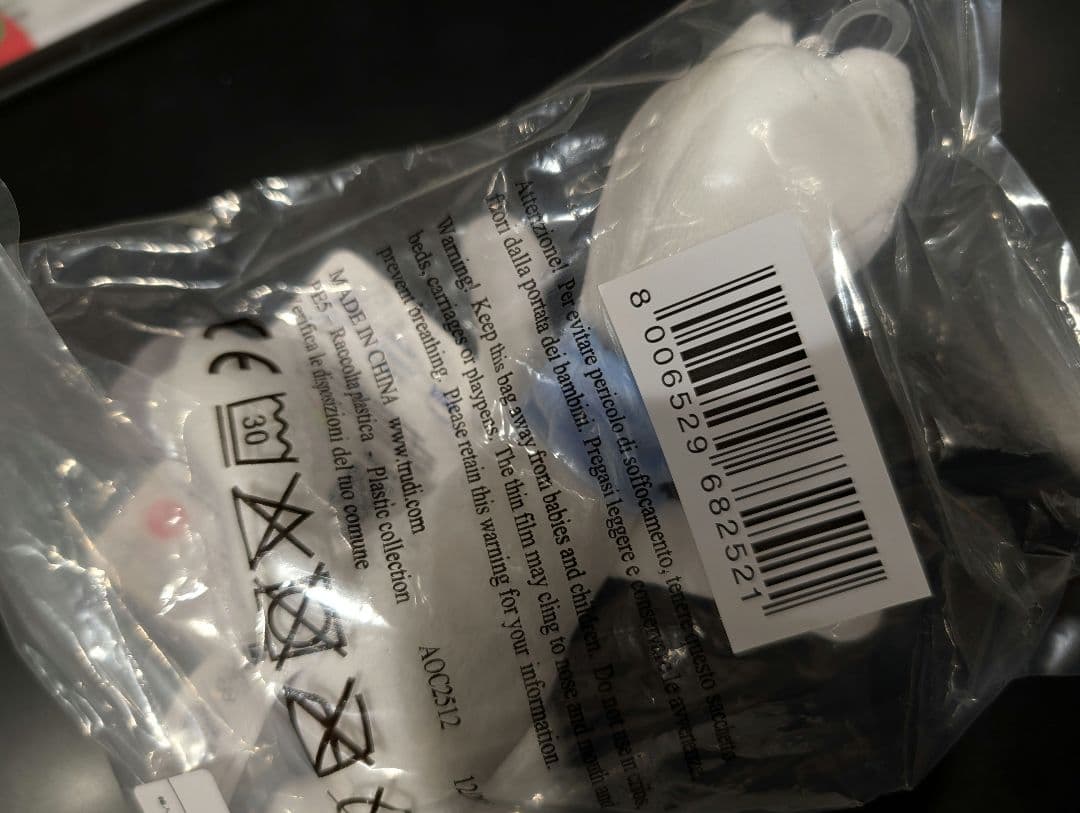 Attenzione! Per evitare pericolo di soffocamento, tenere questo sacchetto
fuori dalla portata dei bambini. Pregasi leggere e conservare le avvertenze.
Warning! Keep this bag away from babies and children. Do not use in cribs,
beds, carriages or playpens. The thin film may cling to nose and mouth and
prevent breathing. Please retain this warning for your information.
MADE IN CHINA www.trudi.com
PE5 - Raccolta plastica - Plastic collection
Verifica le disposizioni del tuo comune
AOC2512
12/
CE
30
8 006529 682521